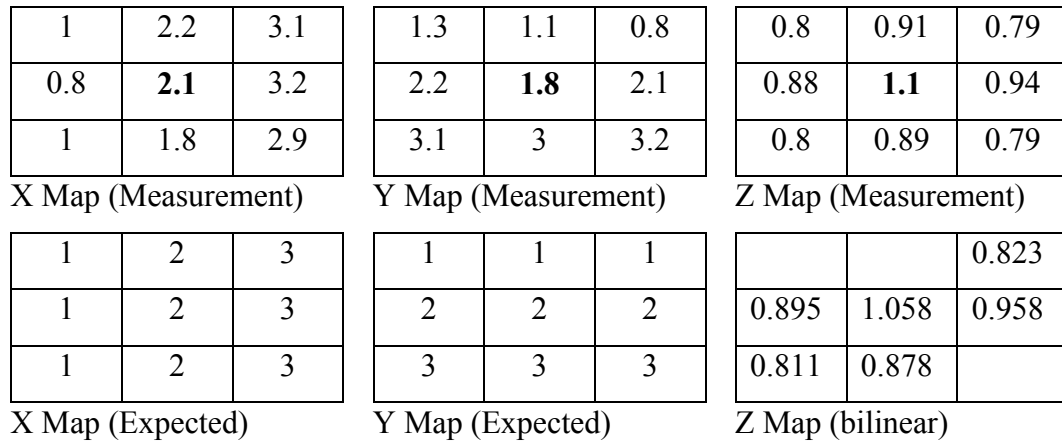 1 2.2 3.1 1.3 1.1 0.8 0.8 0.91 0.79
0.8 2.1 3.2 2.2 1.8 2.1 0.88 1.1 0.94
1 1.8 2.9 3.1 3 3.2 0.8 0.89 0.79
X Map (Measurement) Y Map (Measurement) Z Map (Measurement)
1 2 3 1 1 1 0.823
1 2 3 2 2 2 0.895 1.058 0.958
1 2 3 3 3 3 0.811 0.878
X Map (Expected) Y Map (Expected) Z Map (bilinear)